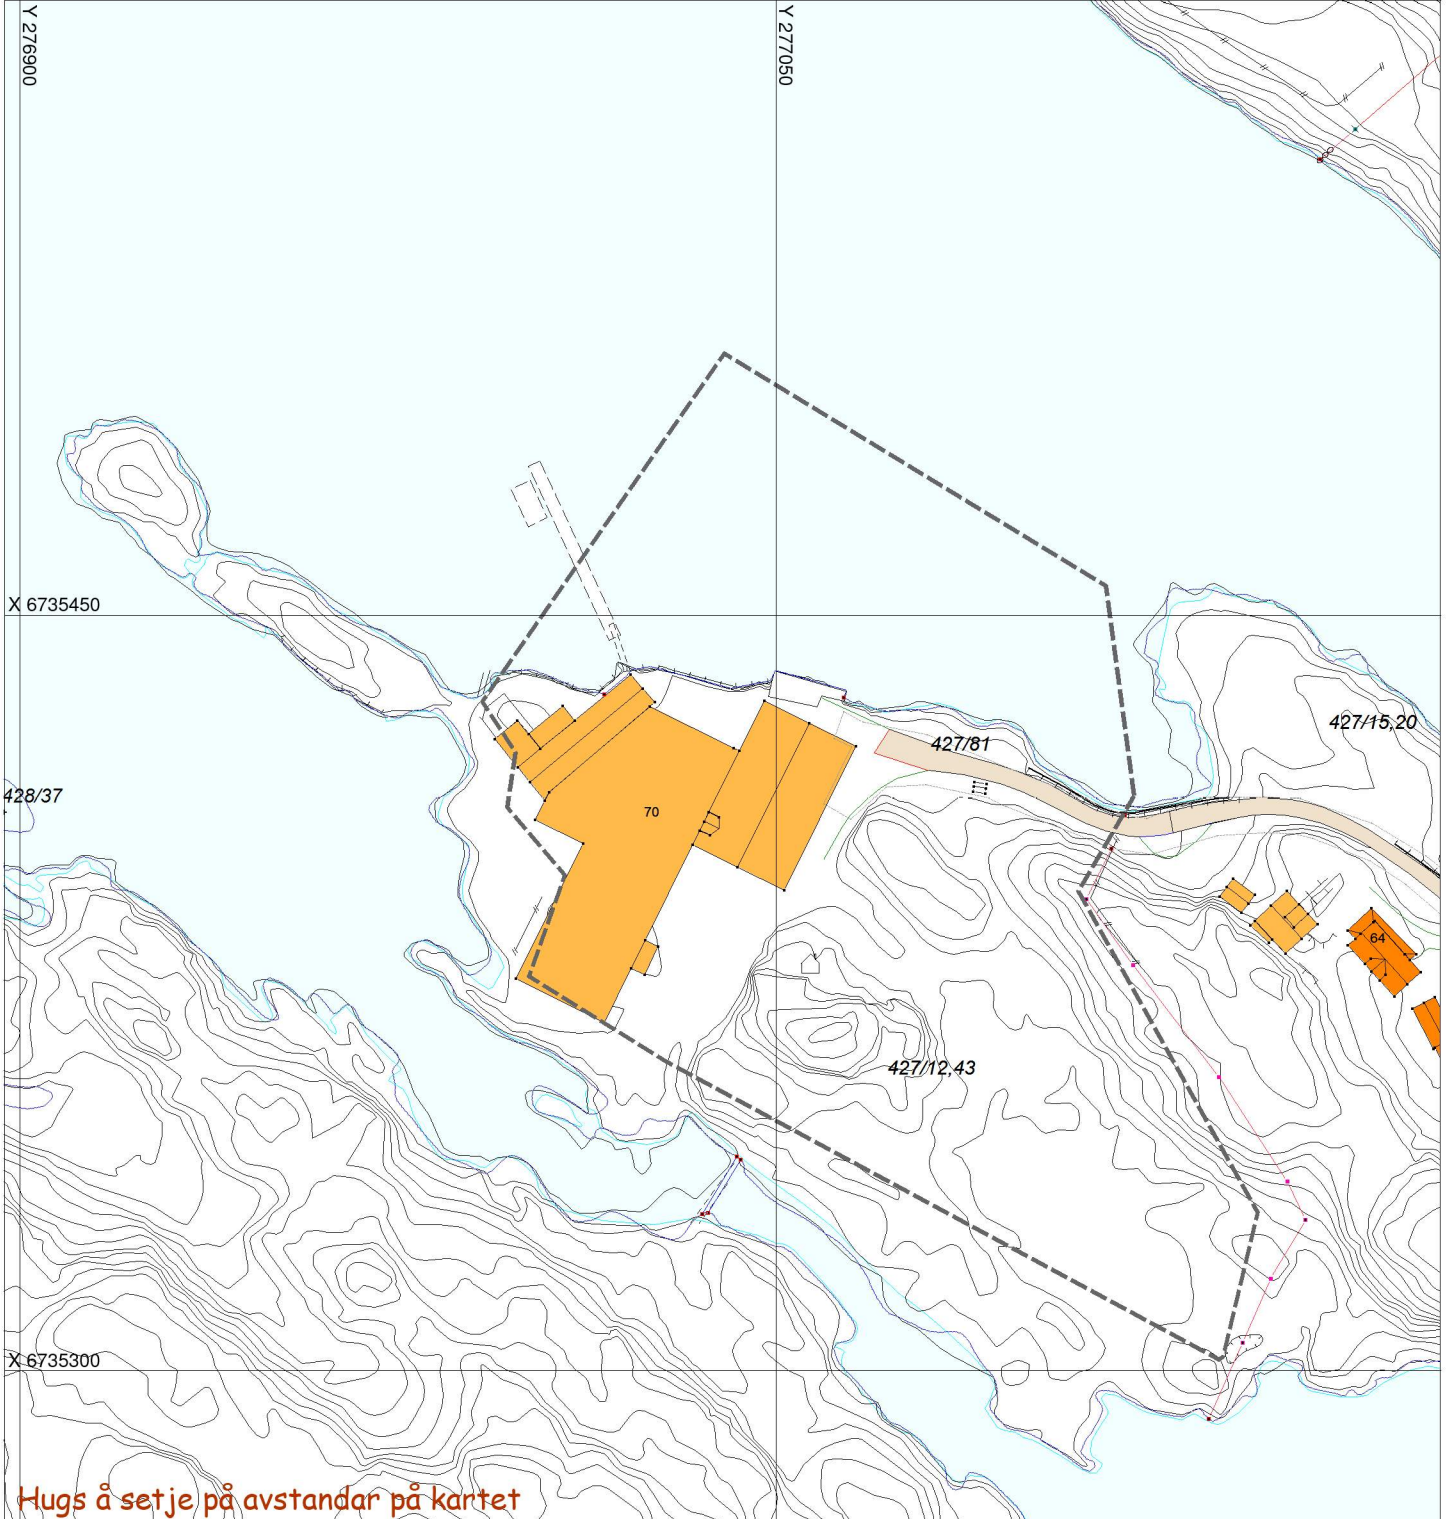 Y 276900
Y 277050
X 6735450
427/15,20
427/81
428/37
70
64
427/12,43
X 6735300
Hugs å setje på avstandar på kartet